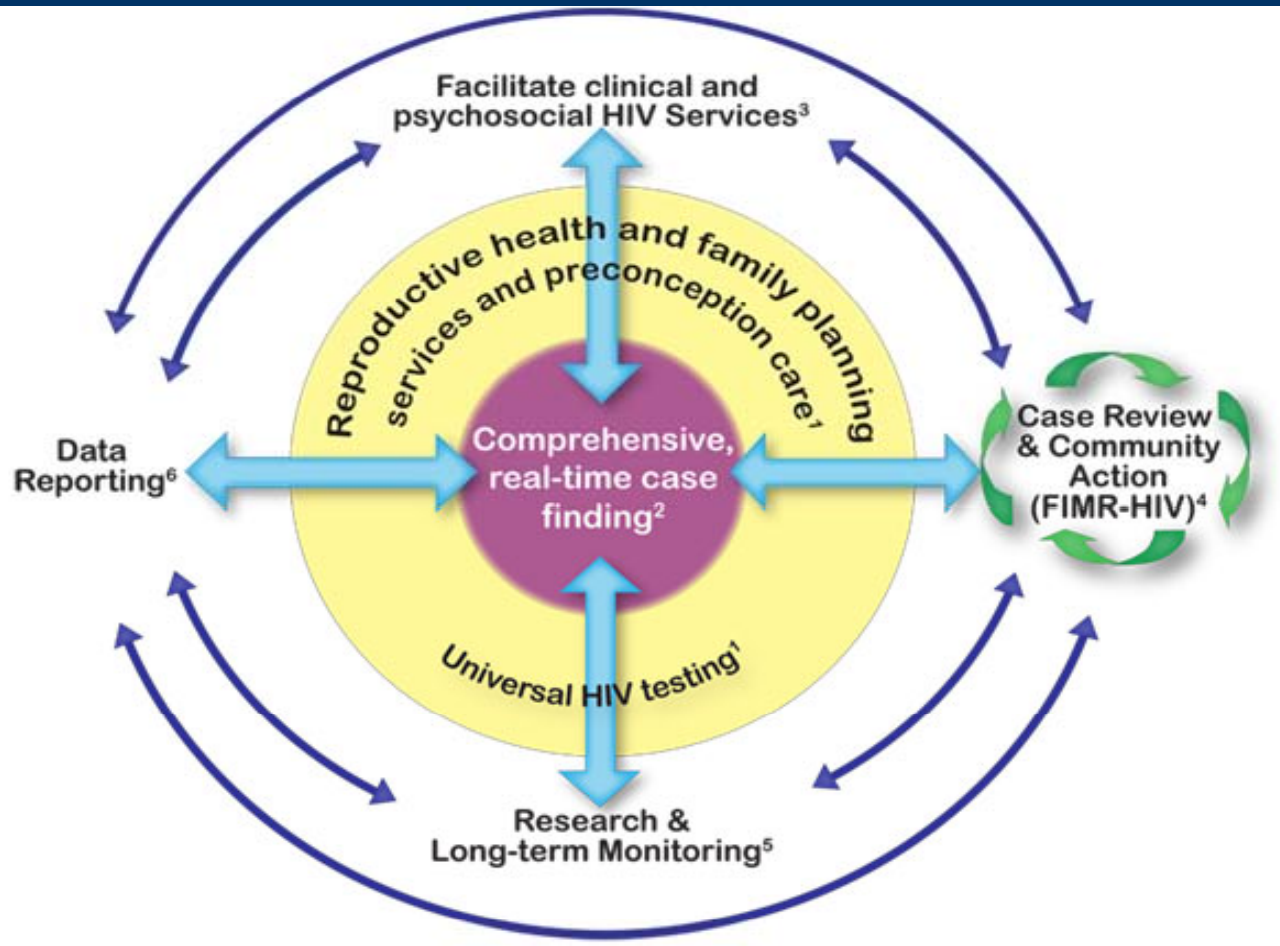 Facilitate clinical and
psychosocial HIV Services³
Reproductive health and family planning
services and preconception care¹
Comprehensive,
real-time case
finding²
Data
Reporting⁶
Case Review
& Community
Action
(FIMR-HIV)⁴
Universal HIV testing¹
Research &
Long-term Monitoring⁵